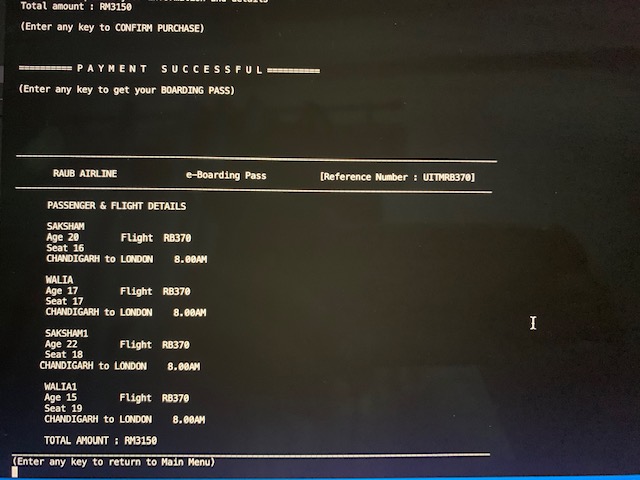 Total amount : RM3150
(Enter any key to CONFIRM PURCHASE)
========== P A Y M E N T   S U C C E S S F U L ==========
(Enter any key to get your BOARDING PASS)
RAUB AIRLINE e-Boarding Pass [Reference Number : UITMRB370]
PASSENGER & FLIGHT DETAILS
SAKSHAM
Age 20 Flight RB370
Seat 16
CHANDIGARH to LONDON 8.00AM
WALIA
Age 17 Flight RB370
Seat 17
CHANDIGARH to LONDON 8.00AM
SAKSHAM1
Age 22 Flight RB370
Seat 18
CHANDIGARH to LONDON 8.00AM
WALIA1
Age 15 Flight RB370
Seat 19
CHANDIGARH to LONDON 8.00AM
TOTAL AMOUNT : RM3150
(Enter any key to return to Main Menu)